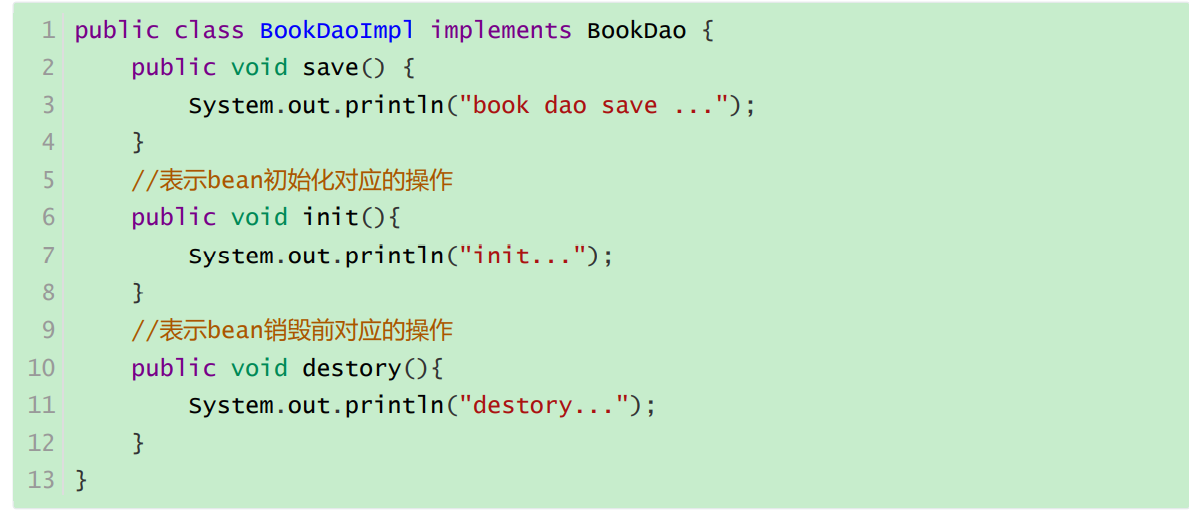 1 public class BookDaoImpl implements BookDao {
2     public void save() {
3         System.out.println("book dao save ...");
4     }
5     //表示bean初始化对应的操作
6     public void init(){
7         System.out.println("init...");
8     }
9     //表示bean销毁前对应的操作
10     public void destory(){
11         System.out.println("destory...");
12     }
13 }